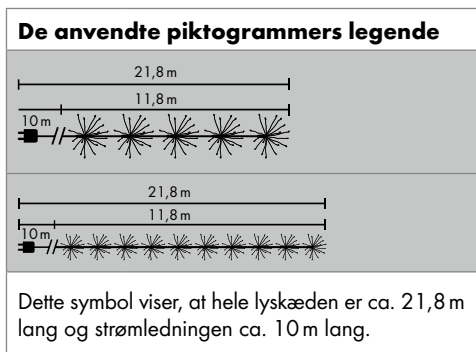 De anvendte piktogrammers legende
21,8 m
11,8 m
10 m
21,8 m
11,8 m
10 m
Dette symbol viser, at hele lyskæden er ca. 21,8 m
lang og strømledningen ca. 10 m lang.